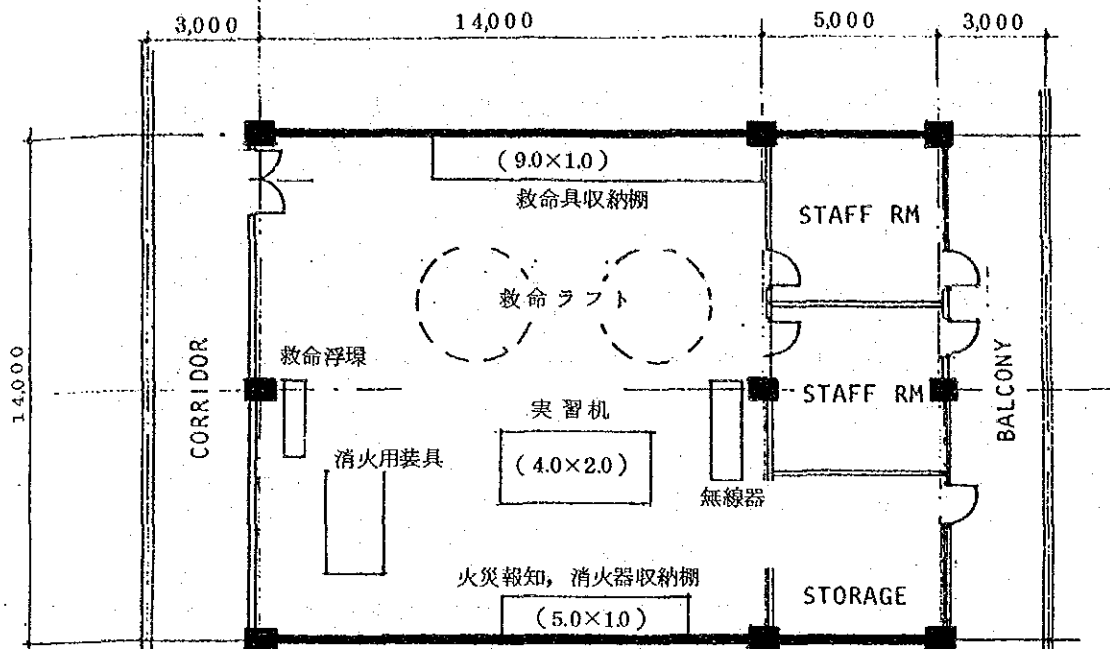 3,000
14,000
5,000
3,000
(9.0×1.0)
救命具収納棚
STAFF RM
救命ラフト
14,000
CORRIDOR
救命浮環
実習机
STAFF RM
BALCONY
消火用装具
(4.0×2.0)
無線器
火災報知，消火器収納棚
(5.0×1.0)
STORAGE